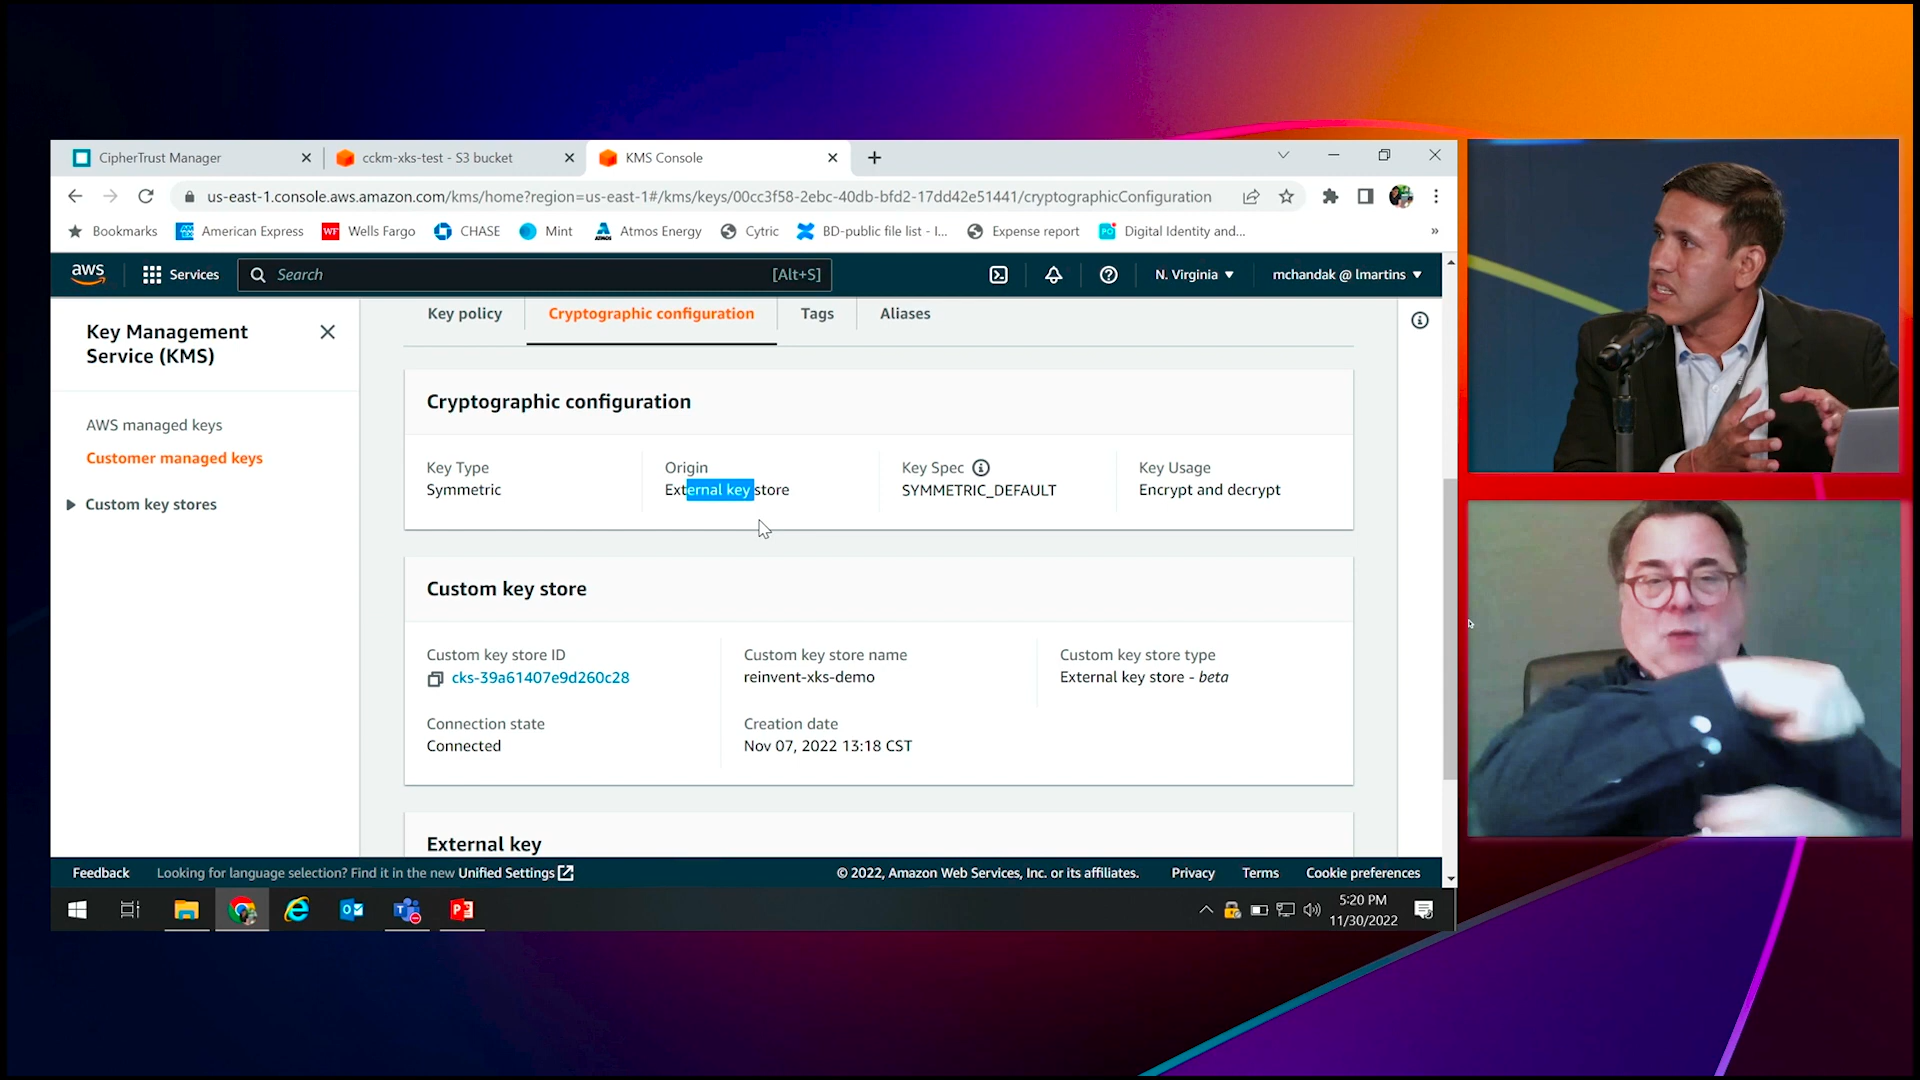 CipherTrust Manager
cckm-xks-test - S3 bucket
KMS Console
us-east-1.console.aws.amazon.com/kms/home?region=us-east-1#/kms/keys/00cc3f58-2ebc-40db-bfd2-17dd42e51441/cryptographicConfiguration
Bookmarks
American Express
WF Wells Fargo
CHASE
Mint
ATMOS Atmos Energy
Cytric
BD-public file list - I...
Expense report
PO Digital Identity and...
»
aws
Services
Search [Alt+S]
N. Virginia
mchandak @ lmartins
Key Management
Service (KMS)
AWS managed keys
Customer managed keys
Custom key stores
Key policy
Cryptographic configuration
Tags
Aliases
Cryptographic configuration
Key Type
Symmetric
Origin
External key store
Key Spec
SYMMETRIC_DEFAULT
Key Usage
Encrypt and decrypt
Custom key store
Custom key store ID
cks-39a61407e9d260c28
Custom key store name
reinvent-xks-demo
Custom key store type
External key store - beta
Connection state
Connected
Creation date
Nov 07, 2022 13:18 CST
External key
Feedback
Looking for language selection? Find it in the new Unified Settings
© 2022, Amazon Web Services, Inc. or its affiliates.
Privacy
Terms
Cookie preferences
5:20 PM
11/30/2022